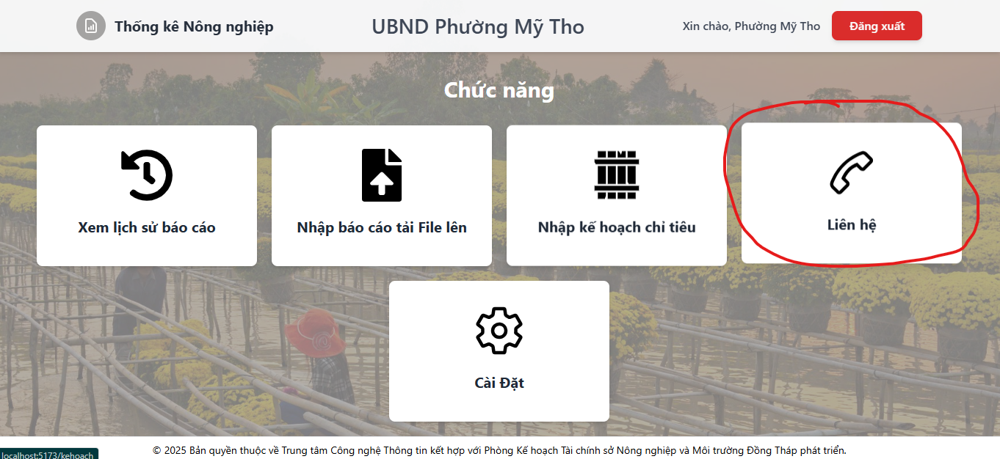 Thống kê Nông nghiệp
UBND Phường Mỹ Tho
Xin chào, Phường Mỹ Tho
Đăng xuất
Chức năng
Xem lịch sử báo cáo
Nhập báo cáo tải File lên
Nhập kế hoạch chỉ tiêu
Liên hệ
Cài Đặt
© 2025 Bản quyền thuộc về Trung tâm Công nghệ Thông tin kết hợp với Phòng Kế hoạch Tài chính sở Nông nghiệp và Môi trường Đồng Tháp phát triển.
localhost:5173/kehoach